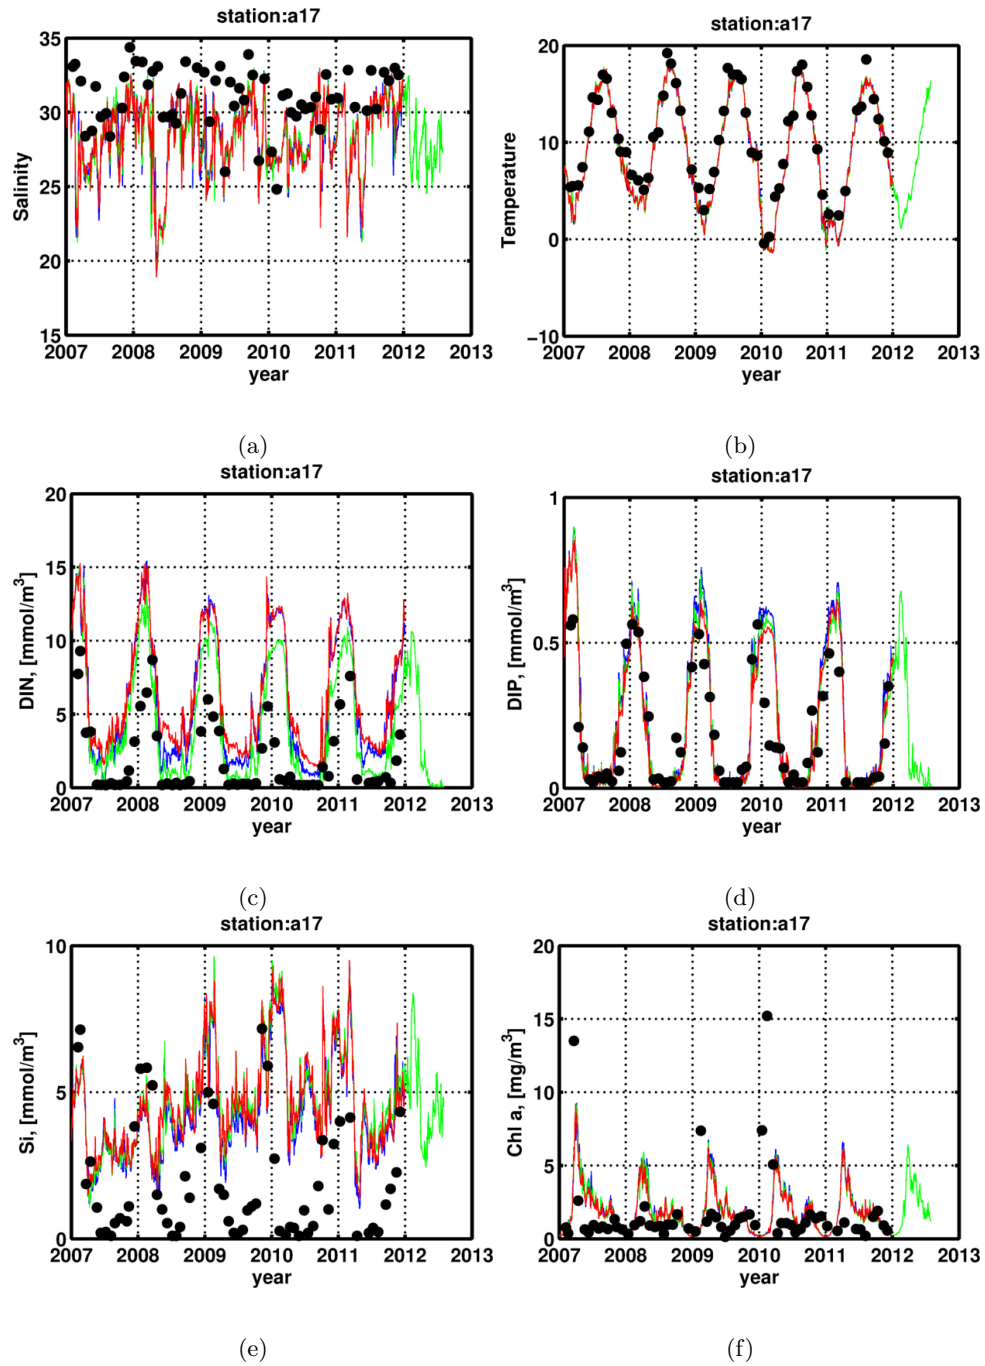 station:a17
35
30
25
20
15
Salinity
2007 2008 2009 2010 2011 2012 2013
year
(a)
station:a17
20
10
0
−10
Temperature
2007 2008 2009 2010 2011 2012 2013
year
(b)
station:a17
20
15
10
5
0
DIN, [mmol/m³]
2007 2008 2009 2010 2011 2012 2013
year
(c)
station:a17
1
0.5
0
DIP, [mmol/m³]
2007 2008 2009 2010 2011 2012 2013
year
(d)
station:a17
10
5
0
Si, [mmol/m³]
2007 2008 2009 2010 2011 2012 2013
year
(e)
station:a17
20
15
10
5
0
Chl a, [mg/m³]
2007 2008 2009 2010 2011 2012 2013
year
(f)